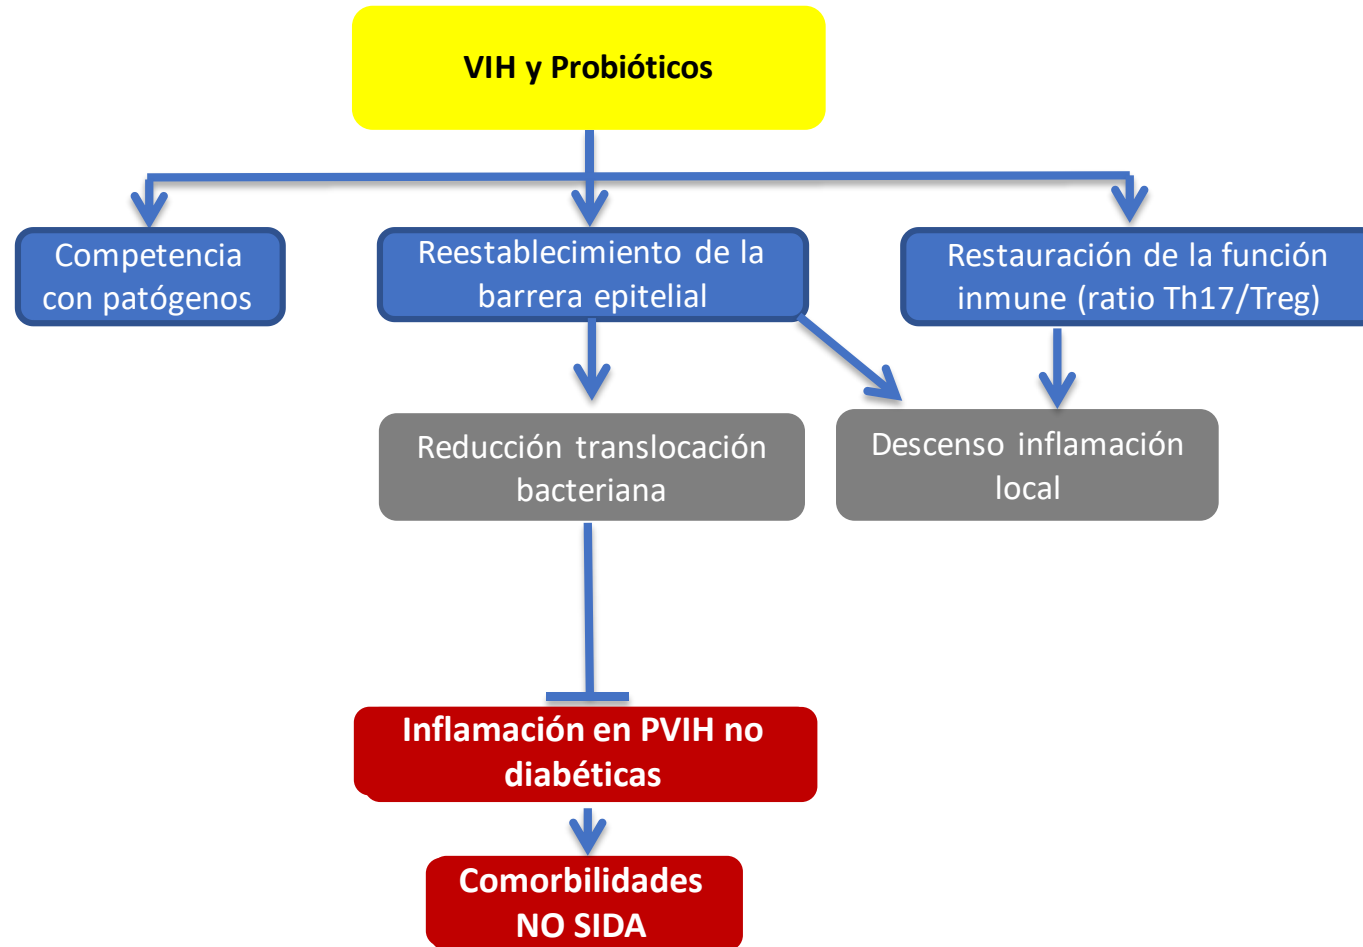 VIH y Probióticos
Competencia
con patógenos
Reestablecimiento de la
barrera epitelial
Restauración de la función
inmune (ratio Th17/Treg)
Reducción translocación
bacteriana
Descenso inflamación
local
Inflamación en PVIH no
diabéticas
Comorbilidades
NO SIDA